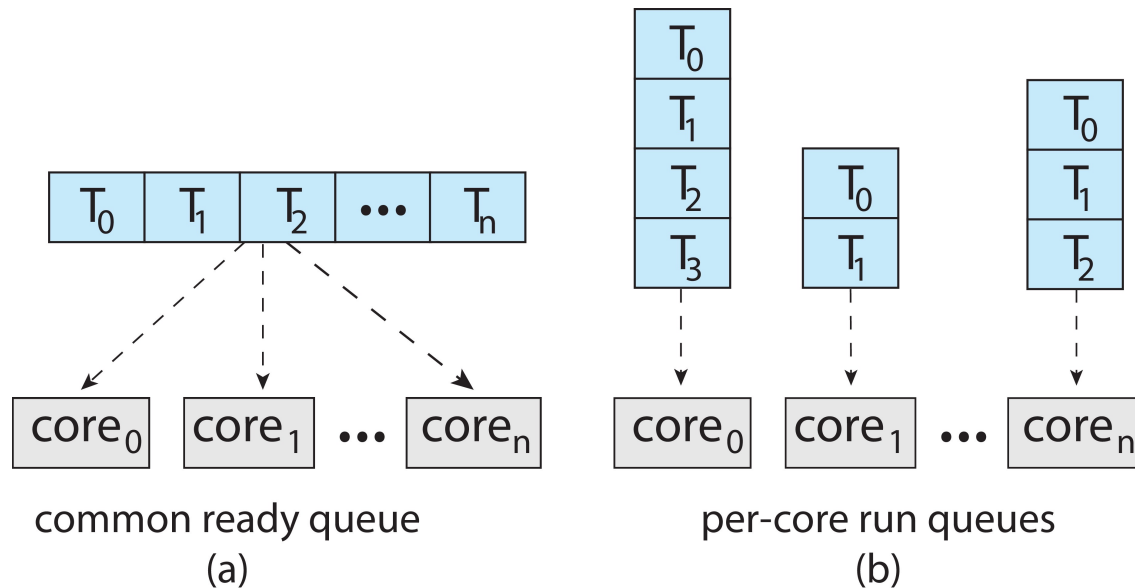 T0 T1 T2 ••• Tn
core0 core1 ••• coren
common ready queue
(a)
T0
T1
T2
T3
T0
T1
T0
T1
T2
core0 core1 ••• coren
per-core run queues
(b)